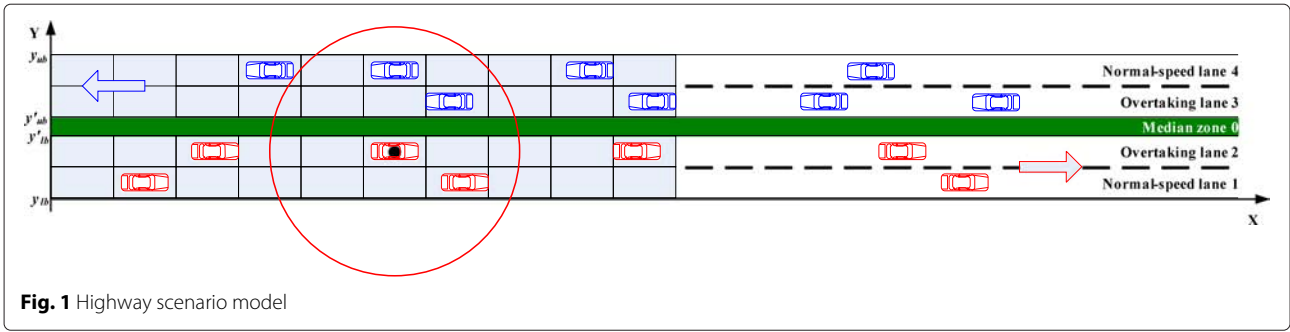 Y
y_ub
Normal-speed lane 4
Overtaking lane 3
y'_ub
Median zone 0
y'_lb
Overtaking lane 2
Normal-speed lane 1
y_lb
X
Fig. 1 Highway scenario model